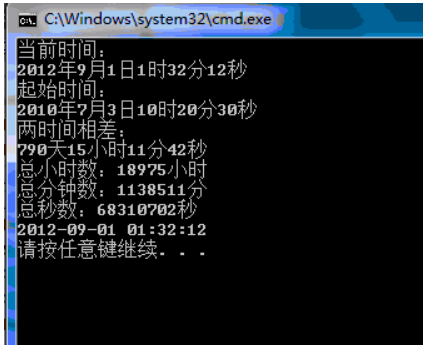 C:\Windows\system32\cmd.exe
当前时间：
2012年9月1日1时32分12秒
起始时间：
2010年7月3日10时20分30秒
两时间相差：
790天15小时11分42秒
总小时数：18975小时
总分钟数：1138511分
总秒数：68310702秒
2012-09-01 01:32:12
请按任意键继续. . .